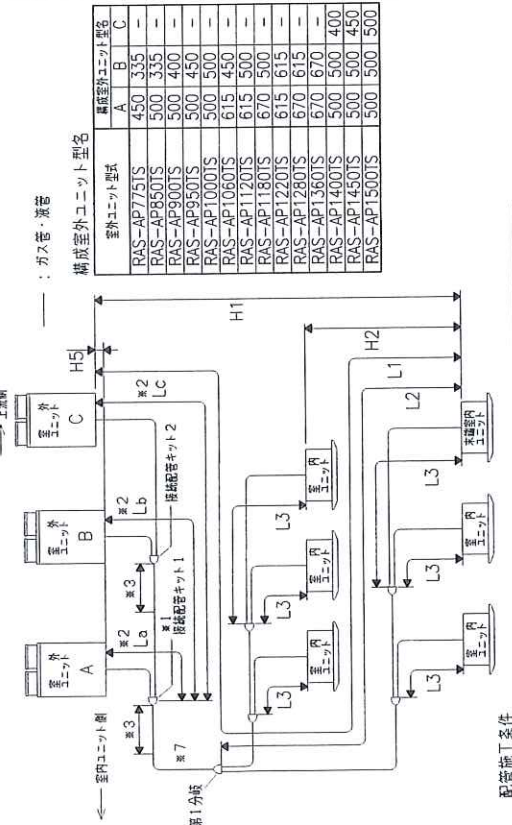 — : ガス管・液管
構成室外ユニット型名
室外ユニット型式 構成室外ユニット型名
A B C
RAS-AP775TS 450 335 −
RAS-AP850TS 500 335 −
RAS-AP900TS 500 400 −
RAS-AP950TS 500 450 −
RAS-AP1000TS 500 500 −
RAS-AP1060TS 615 450 −
RAS-AP1120TS 615 500 −
RAS-AP1180TS 670 500 −
RAS-AP1220TS 615 615 −
RAS-AP1280TS 670 615 −
RAS-AP1360TS 670 670 −
RAS-AP1400TS 500 500 400
RAS-AP1450TS 500 500 450
RAS-AP1500TS 500 500 500
← 室内ユニット側
室外ユニット A
室外ユニット B
室外ユニット C
H5
※2 La
※2 Lb
※2 Lc
※3
※3
※1
接続配管キット1
接続配管キット2
※7
第1分岐
H1
H2
L1
L2
L3
L3
L3
室内ユニット
室内ユニット
室内ユニット
L3
L3
L3
室内ユニット
室内ユニット
末端室内ユニット
配管施工条件